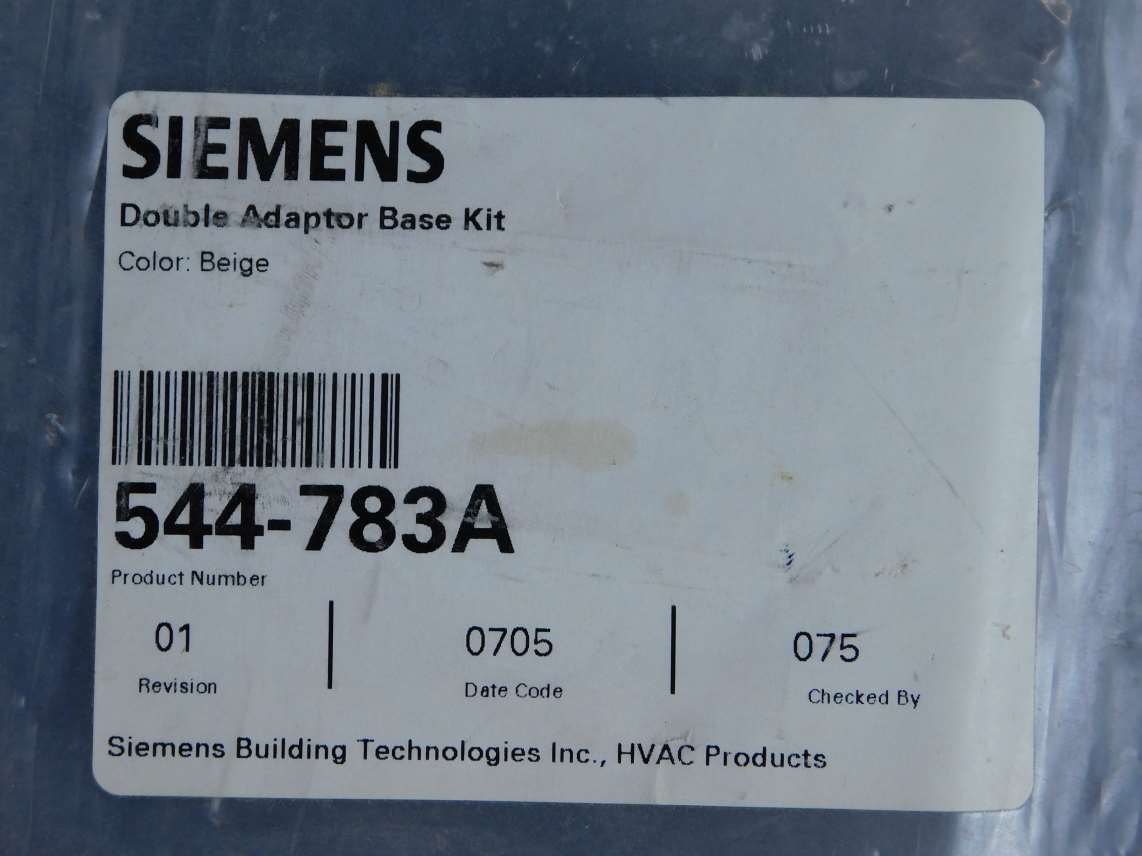 SIEMENS
Double Adaptor Base Kit
Color: Beige
544-783A
Product Number
01
0705
075
Revision
Date Code
Checked By
Siemens Building Technologies Inc., HVAC Products